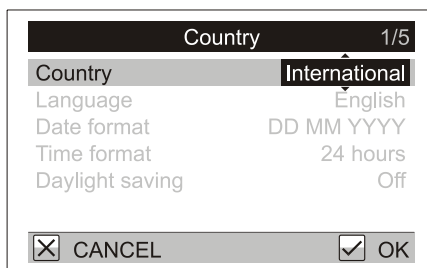 Country 1/5
Country International
Language English
Date format DD MM YYYY
Time format 24 hours
Daylight saving Off
CANCEL OK